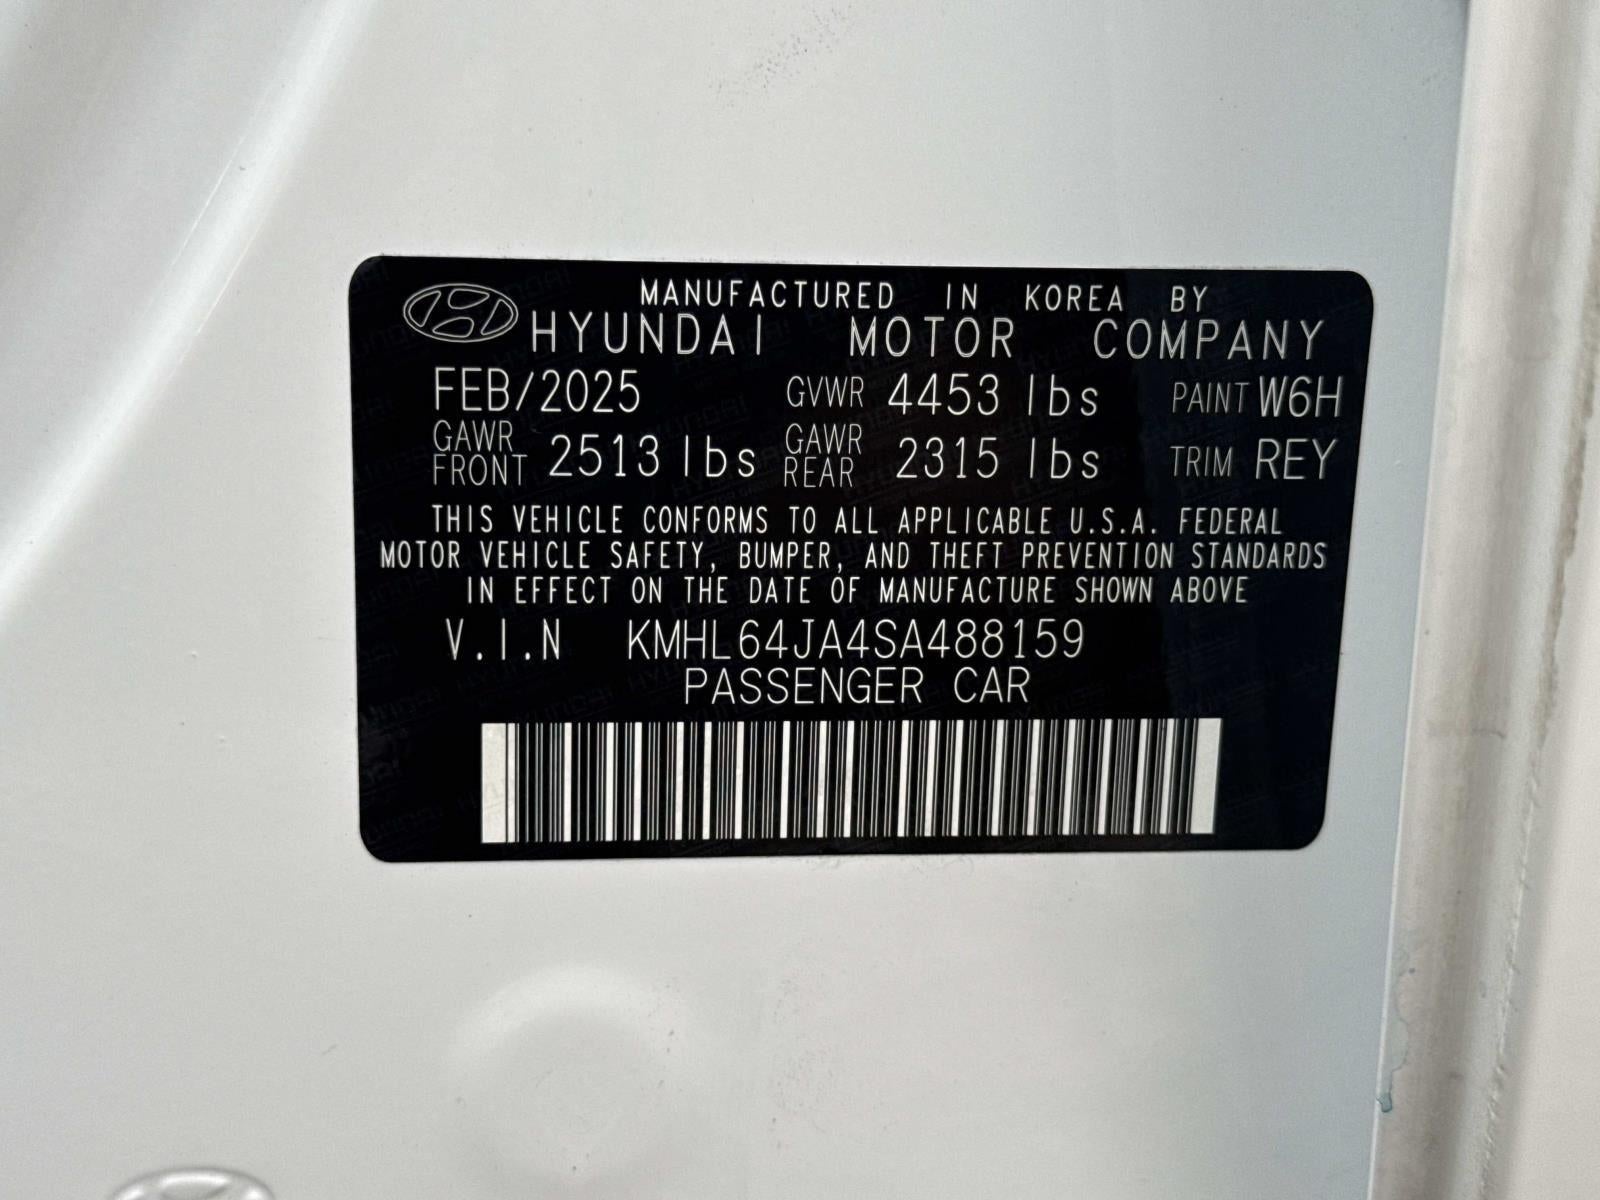 MANUFACTURED IN KOREA BY
HYUNDAI MOTOR COMPANY
FEB/2025 GVWR 4453 lbs PAINT W6H
GAWR FRONT 2513 lbs GAWR REAR 2315 lbs TRIM REY
THIS VEHICLE CONFORMS TO ALL APPLICABLE U.S.A. FEDERAL
MOTOR VEHICLE SAFETY, BUMPER, AND THEFT PREVENTION STANDARDS
IN EFFECT ON THE DATE OF MANUFACTURE SHOWN ABOVE
V.I.N KMHL64JA4SA488159
PASSENGER CAR